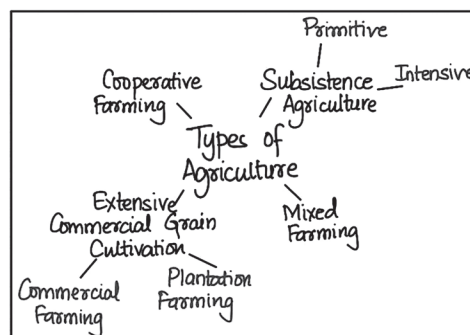 Primitive
Cooperative
Farming
Subsistence
Agriculture
Intensive
Types of
Agriculture
Extensive
Commercial Grain
Cultivation
Mixed
Farming
Commercial
Farming
Plantation
Farming